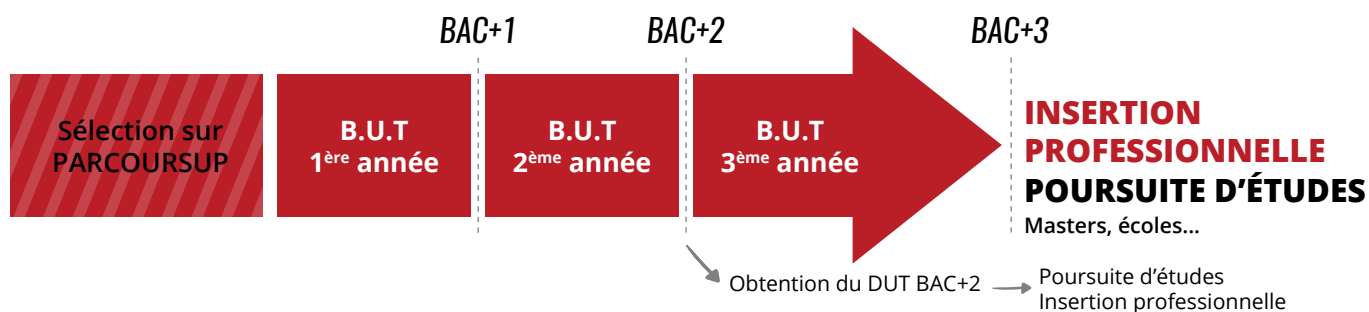 BAC+1
BAC+2
BAC+3
Sélection sur
PARCOURSUP
B.U.T
1ère année
B.U.T
2ème année
B.U.T
3ème année
INSERTION
PROFESSIONNELLE
POURSUITE D’ÉTUDES
Masters, écoles...
Obtention du DUT BAC+2
Poursuite d’études
Insertion professionnelle